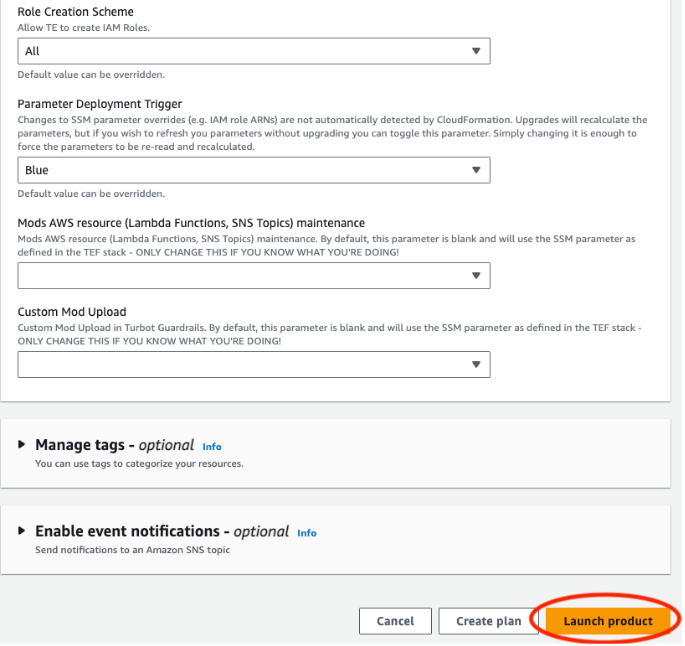 Role Creation Scheme
Allow TE to create IAM Roles.
All
Default value can be overridden.
Parameter Deployment Trigger
Changes to SSM parameter overrides (e.g. IAM role ARNs) are not automatically detected by CloudFormation. Upgrades will recalculate the
parameters, but if you wish to refresh you parameters without upgrading you can toggle this parameter. Simply changing it is enough to
force the parameters to be re-read and recalculated.
Blue
Default value can be overridden.
Mods AWS resource (Lambda Functions, SNS Topics) maintenance
Mods AWS resource (Lambda Functions, SNS Topics) maintenance. By default, this parameter is blank and will use the SSM parameter as
defined in the TEF stack - ONLY CHANGE THIS IF YOU KNOW WHAT YOU'RE DOING!
Custom Mod Upload
Custom Mod Upload in Turbot Guardrails. By default, this parameter is blank and will use the SSM parameter as defined in the TEF stack -
ONLY CHANGE THIS IF YOU KNOW WHAT YOU'RE DOING!
Manage tags - optional Info
You can use tags to categorize your resources.
Enable event notifications - optional Info
Send notifications to an Amazon SNS topic
Cancel Create plan Launch product